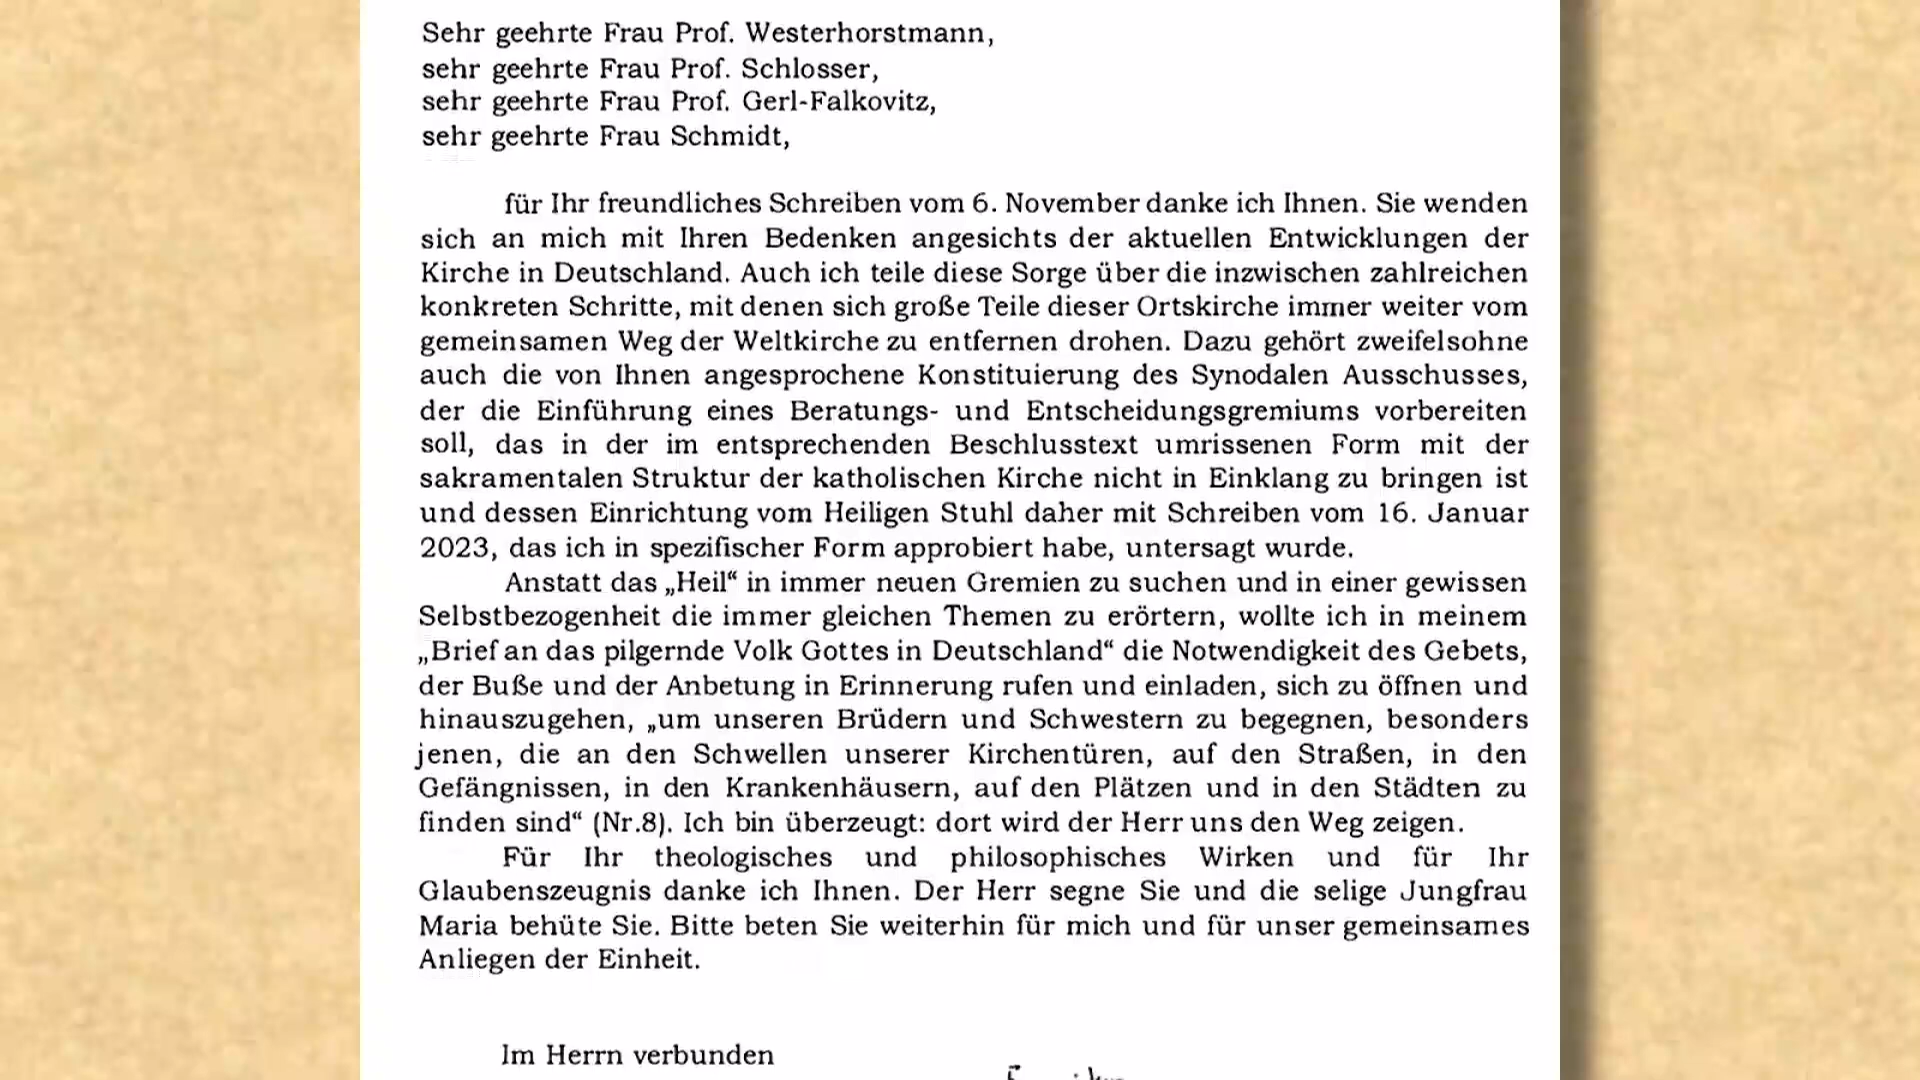 Sehr geehrte Frau Prof. Westerhorstmann,
sehr geehrte Frau Prof. Schlosser,
sehr geehrte Frau Prof. Gerl-Falkovitz,
sehr geehrte Frau Schmidt,
für Ihr freundliches Schreiben vom 6. November danke ich Ihnen. Sie wenden
sich an mich mit Ihren Bedenken angesichts der aktuellen Entwicklungen der
Kirche in Deutschland. Auch ich teile diese Sorge über die inzwischen zahlreichen
konkreten Schritte, mit denen sich große Teile dieser Ortskirche immer weiter vom
gemeinsamen Weg der Weltkirche zu entfernen drohen. Dazu gehört zweifelsohne
auch die von Ihnen angesprochene Konstituierung des Synodalen Ausschusses,
der die Einführung eines Beratungs- und Entscheidungsgremiums vorbereiten
soll, das in der im entsprechenden Beschlusstext umrissenen Form mit der
sakramentalen Struktur der katholischen Kirche nicht in Einklang zu bringen ist
und dessen Einrichtung vom Heiligen Stuhl daher mit Schreiben vom 16. Januar
2023, das ich in spezifischer Form approbiert habe, untersagt wurde.
Anstatt das „Heil“ in immer neuen Gremien zu suchen und in einer gewissen
Selbstbezogenheit die immer gleichen Themen zu erörtern, wollte ich in meinem
„Brief an das pilgernde Volk Gottes in Deutschland“ die Notwendigkeit des Gebets,
der Buße und der Anbetung in Erinnerung rufen und einladen, sich zu öffnen und
hinauszugehen, „um unseren Brüdern und Schwestern zu begegnen, besonders
jenen, die an den Schwellen unserer Kirchentüren, auf den Straßen, in den
Gefängnissen, in den Krankenhäusern, auf den Plätzen und in den Städten zu
finden sind“ (Nr.8). Ich bin überzeugt: dort wird der Herr uns den Weg zeigen.
Für Ihr theologisches und philosophisches Wirken und für Ihr
Glaubenszeugnis danke ich Ihnen. Der Herr segne Sie und die selige Jungfrau
Maria behüte Sie. Bitte beten Sie weiterhin für mich und für unser gemeinsames
Anliegen der Einheit.
Im Herrn verbunden